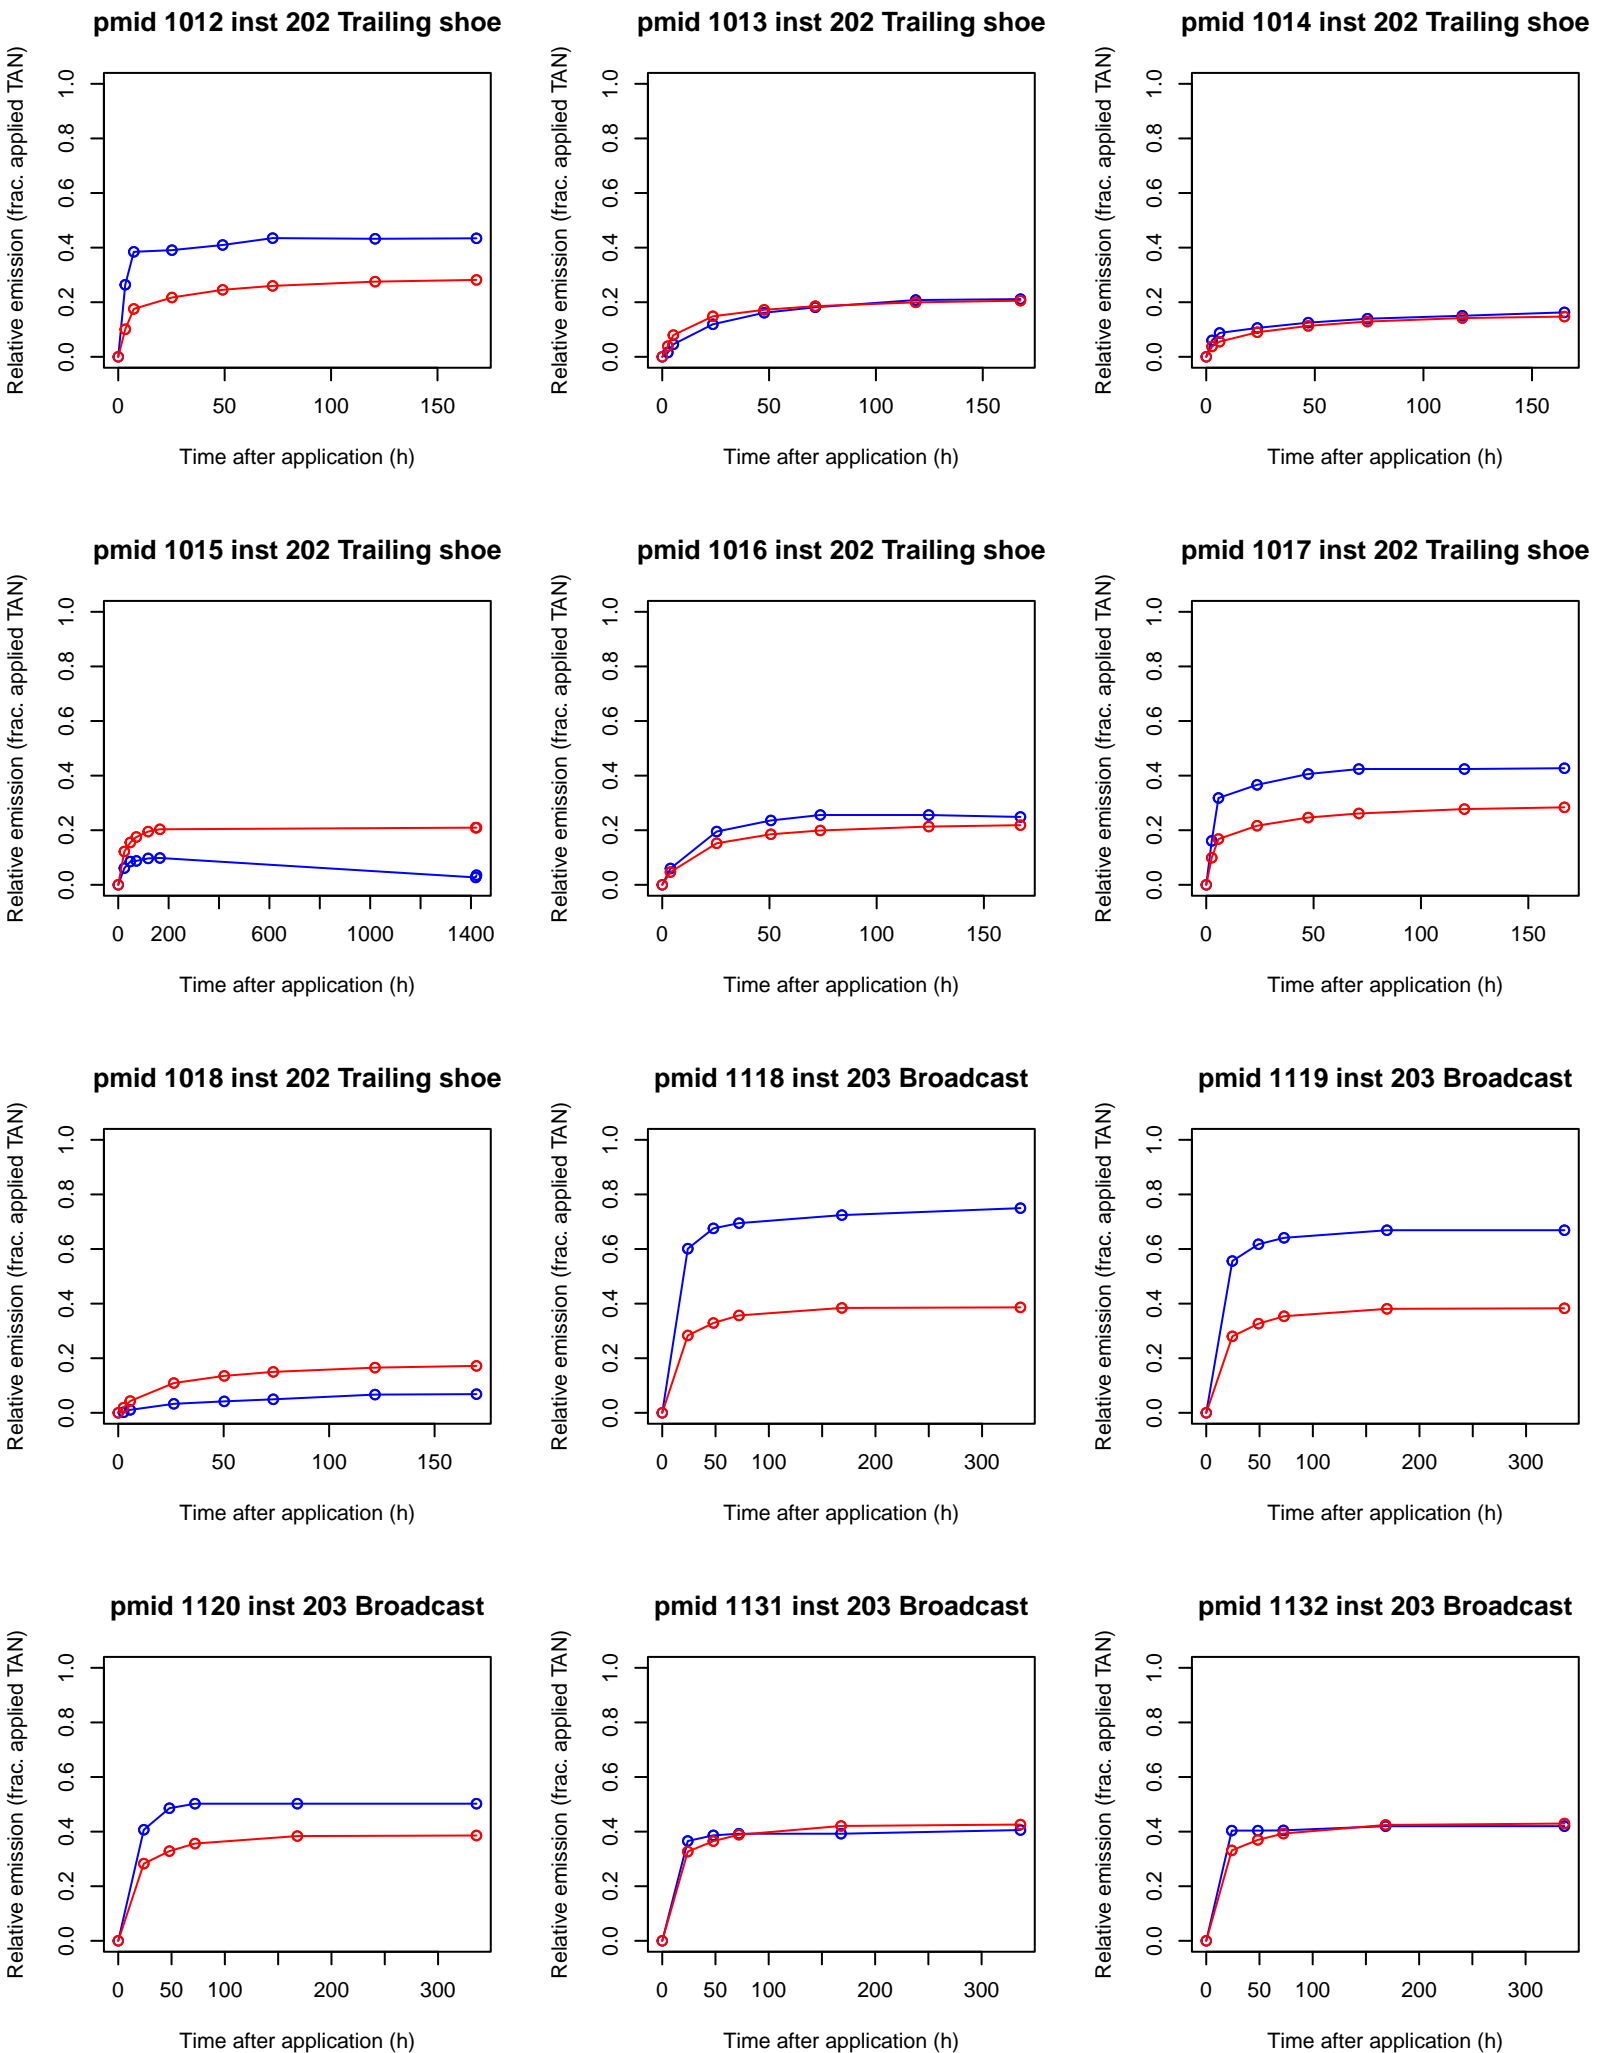 pmid 1012 inst 202 Trailing shoe
Relative emission (frac. applied TAN)
1.0
0.8
0.6
0.4
0.2
0.0
0 50 100 150
Time after application (h)
pmid 1013 inst 202 Trailing shoe
Relative emission (frac. applied TAN)
1.0
0.8
0.6
0.4
0.2
0.0
0 50 100 150
Time after application (h)
pmid 1014 inst 202 Trailing shoe
Relative emission (frac. applied TAN)
1.0
0.8
0.6
0.4
0.2
0.0
0 50 100 150
Time after application (h)
pmid 1015 inst 202 Trailing shoe
Relative emission (frac. applied TAN)
1.0
0.8
0.6
0.4
0.2
0.0
0 200 600 1000 1400
Time after application (h)
pmid 1016 inst 202 Trailing shoe
Relative emission (frac. applied TAN)
1.0
0.8
0.6
0.4
0.2
0.0
0 50 100 150
Time after application (h)
pmid 1017 inst 202 Trailing shoe
Relative emission (frac. applied TAN)
1.0
0.8
0.6
0.4
0.2
0.0
0 50 100 150
Time after application (h)
pmid 1018 inst 202 Trailing shoe
Relative emission (frac. applied TAN)
1.0
0.8
0.6
0.4
0.2
0.0
0 50 100 150
Time after application (h)
pmid 1118 inst 203 Broadcast
Relative emission (frac. applied TAN)
1.0
0.8
0.6
0.4
0.2
0.0
0 50 100 200 300
Time after application (h)
pmid 1119 inst 203 Broadcast
Relative emission (frac. applied TAN)
1.0
0.8
0.6
0.4
0.2
0.0
0 50 100 200 300
Time after application (h)
pmid 1120 inst 203 Broadcast
Relative emission (frac. applied TAN)
1.0
0.8
0.6
0.4
0.2
0.0
0 50 100 200 300
Time after application (h)
pmid 1131 inst 203 Broadcast
Relative emission (frac. applied TAN)
1.0
0.8
0.6
0.4
0.2
0.0
0 50 100 200 300
Time after application (h)
pmid 1132 inst 203 Broadcast
Relative emission (frac. applied TAN)
1.0
0.8
0.6
0.4
0.2
0.0
0 50 100 200 300
Time after application (h)